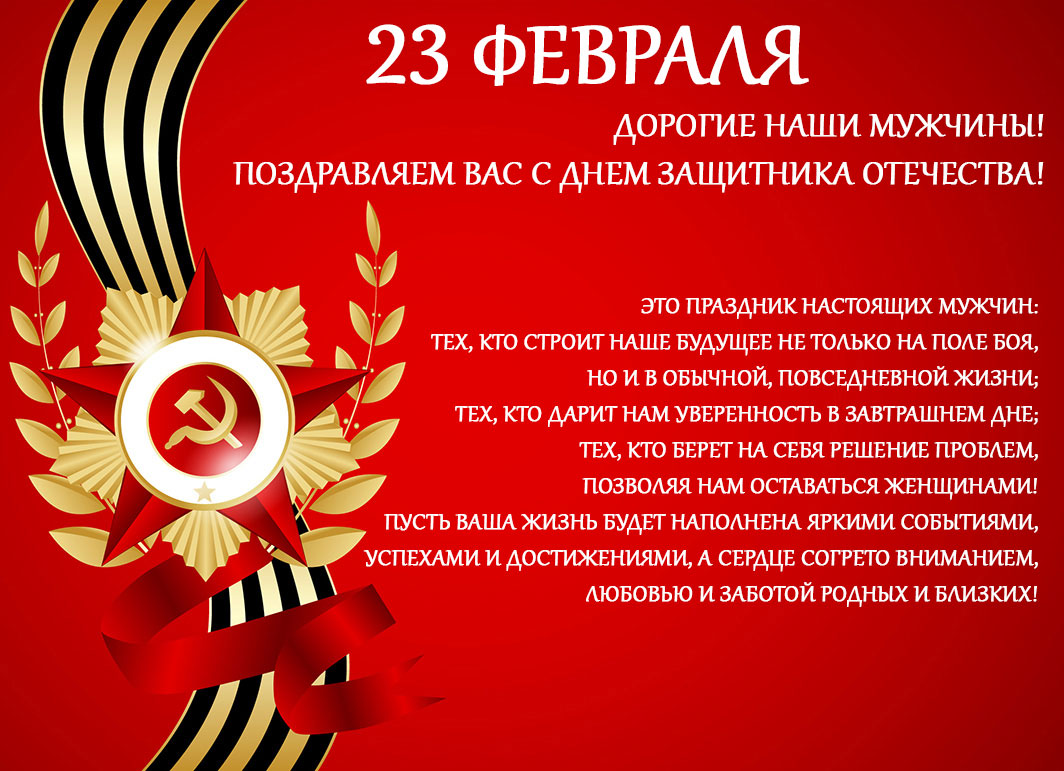 23 ФЕВРАЛЯ
ДОРОГИЕ НАШИ МУЖЧИНЫ!
ПОЗДРАВЛЯЕМ ВАС С ДНЕМ ЗАЩИТНИКА ОТЕЧЕСТВА!
ЭТО ПРАЗДНИК НАСТОЯЩИХ МУЖЧИН:
ТЕХ, КТО СТРОИТ НАШЕ БУДУЩЕЕ НЕ ТОЛЬКО НА ПОЛЕ БОЯ,
НО И В ОБЫЧНОЙ, ПОВСЕДНЕВНОЙ ЖИЗНИ;
ТЕХ, КТО ДАРИТ НАМ УВЕРЕННОСТЬ В ЗАВТРАШНЕМ ДНЕ;
ТЕХ, КТО БЕРЕТ НА СЕБЯ РЕШЕНИЕ ПРОБЛЕМ,
ПОЗВОЛЯЯ НАМ ОСТАВАТЬСЯ ЖЕНЩИНАМИ!
ПУСТЬ ВАША ЖИЗНЬ БУДЕТ НАПОЛНЕНА ЯРКИМИ СОБЫТИЯМИ,
УСПЕХАМИ И ДОСТИЖЕНИЯМИ, А СЕРДЦЕ СОГРЕТО ВНИМАНИЕМ,
ЛЮБОВЬЮ И ЗАБОТОЙ РОДНЫХ И БЛИЗКИХ!